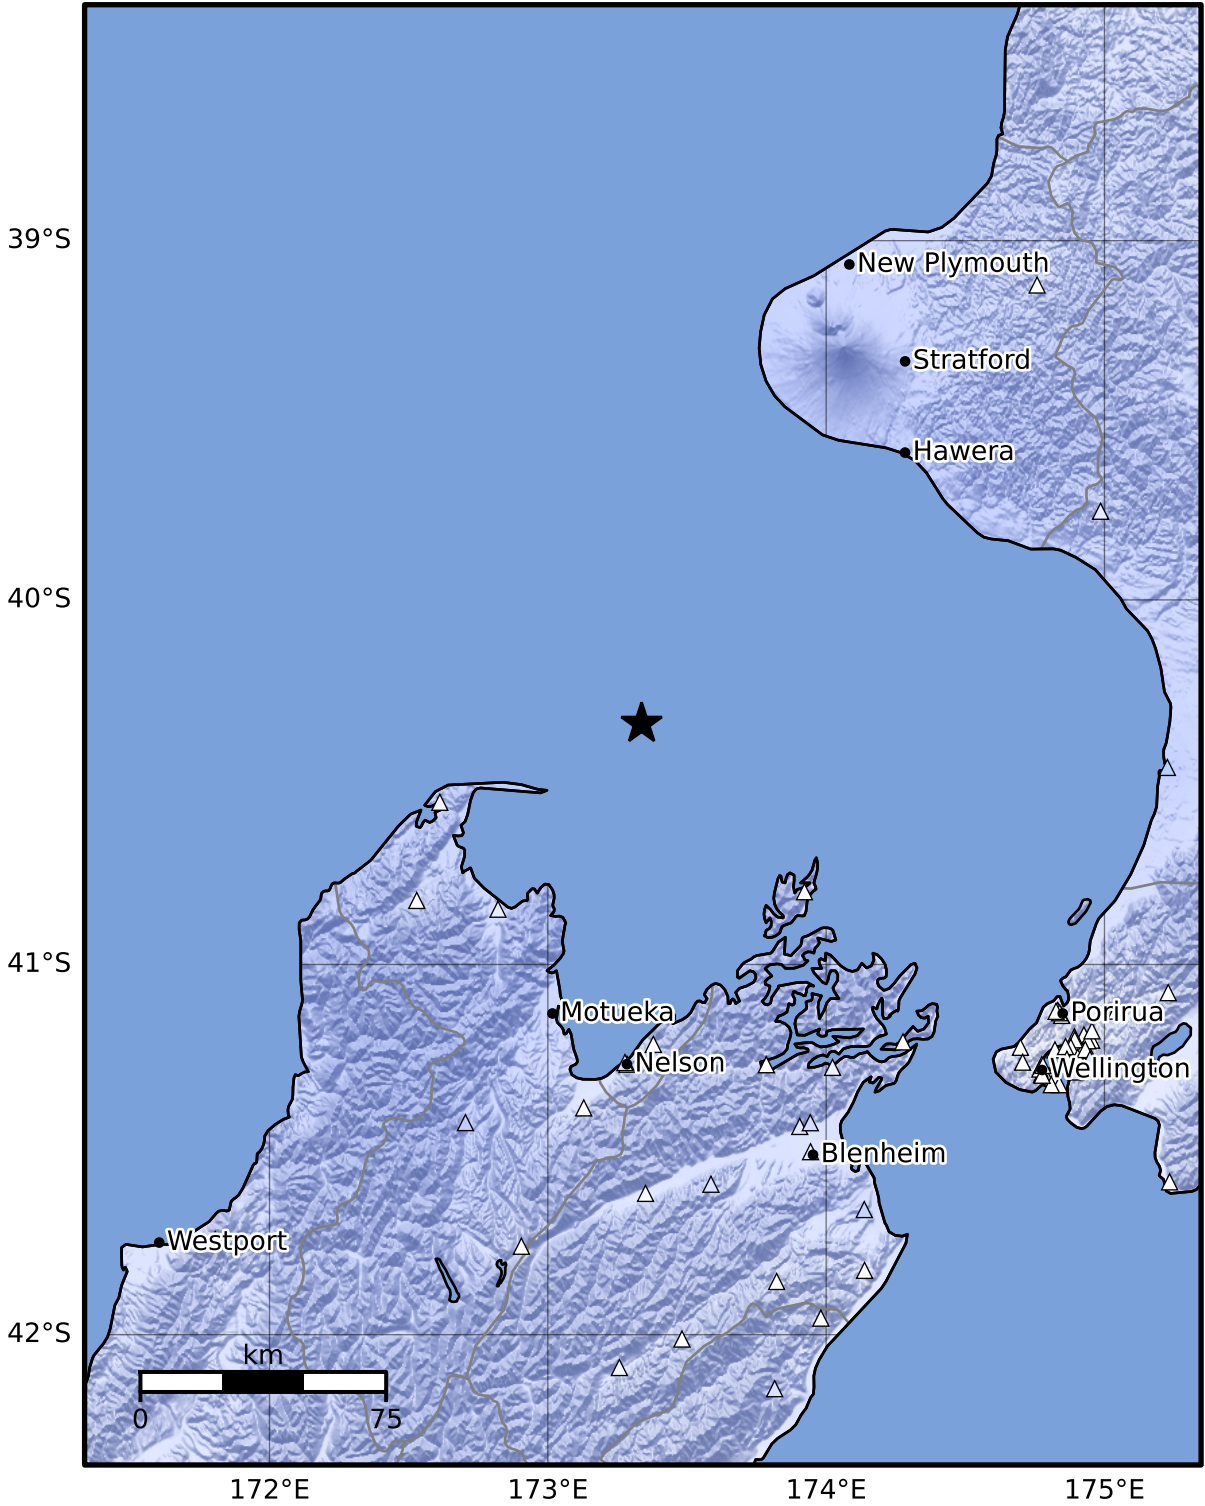 39°S
New Plymouth
Stratford
Hawera
40°S
41°S
Motueka
Porirua
Nelson
Wellington
Blenheim
Westport
42°S
km
0
75
172°E
173°E
174°E
175°E